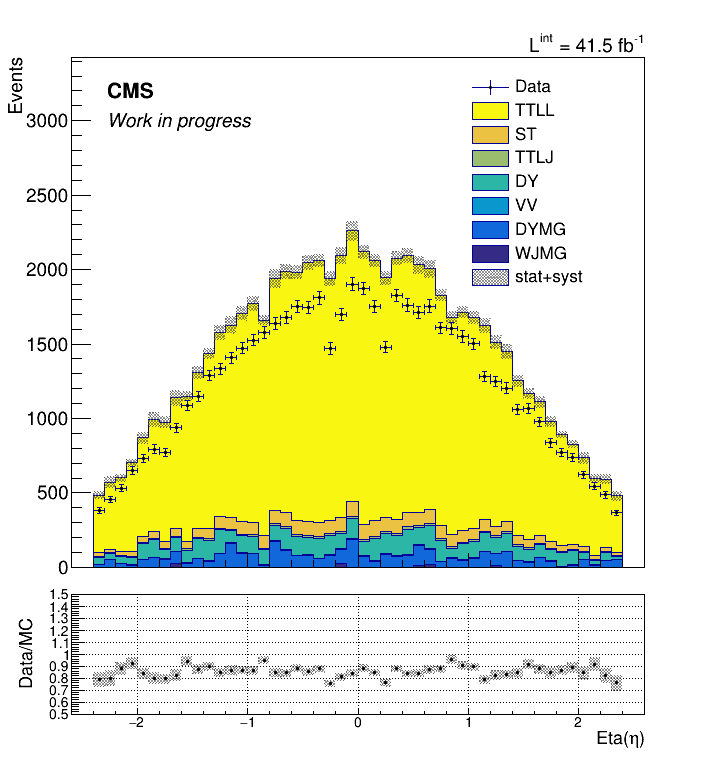 L^int = 41.5 fb^-1
Events
CMS
Work in progress
Data
TTLL
ST
TTLJ
DY
VV
DYMG
WJMG
stat+syst
3000
2500
2000
1500
1000
500
0
Data/MC
1.5
1.4
1.3
1.2
1.1
1
0.9
0.8
0.7
0.6
0.5
−2 −1 0 1 2
Eta(η)